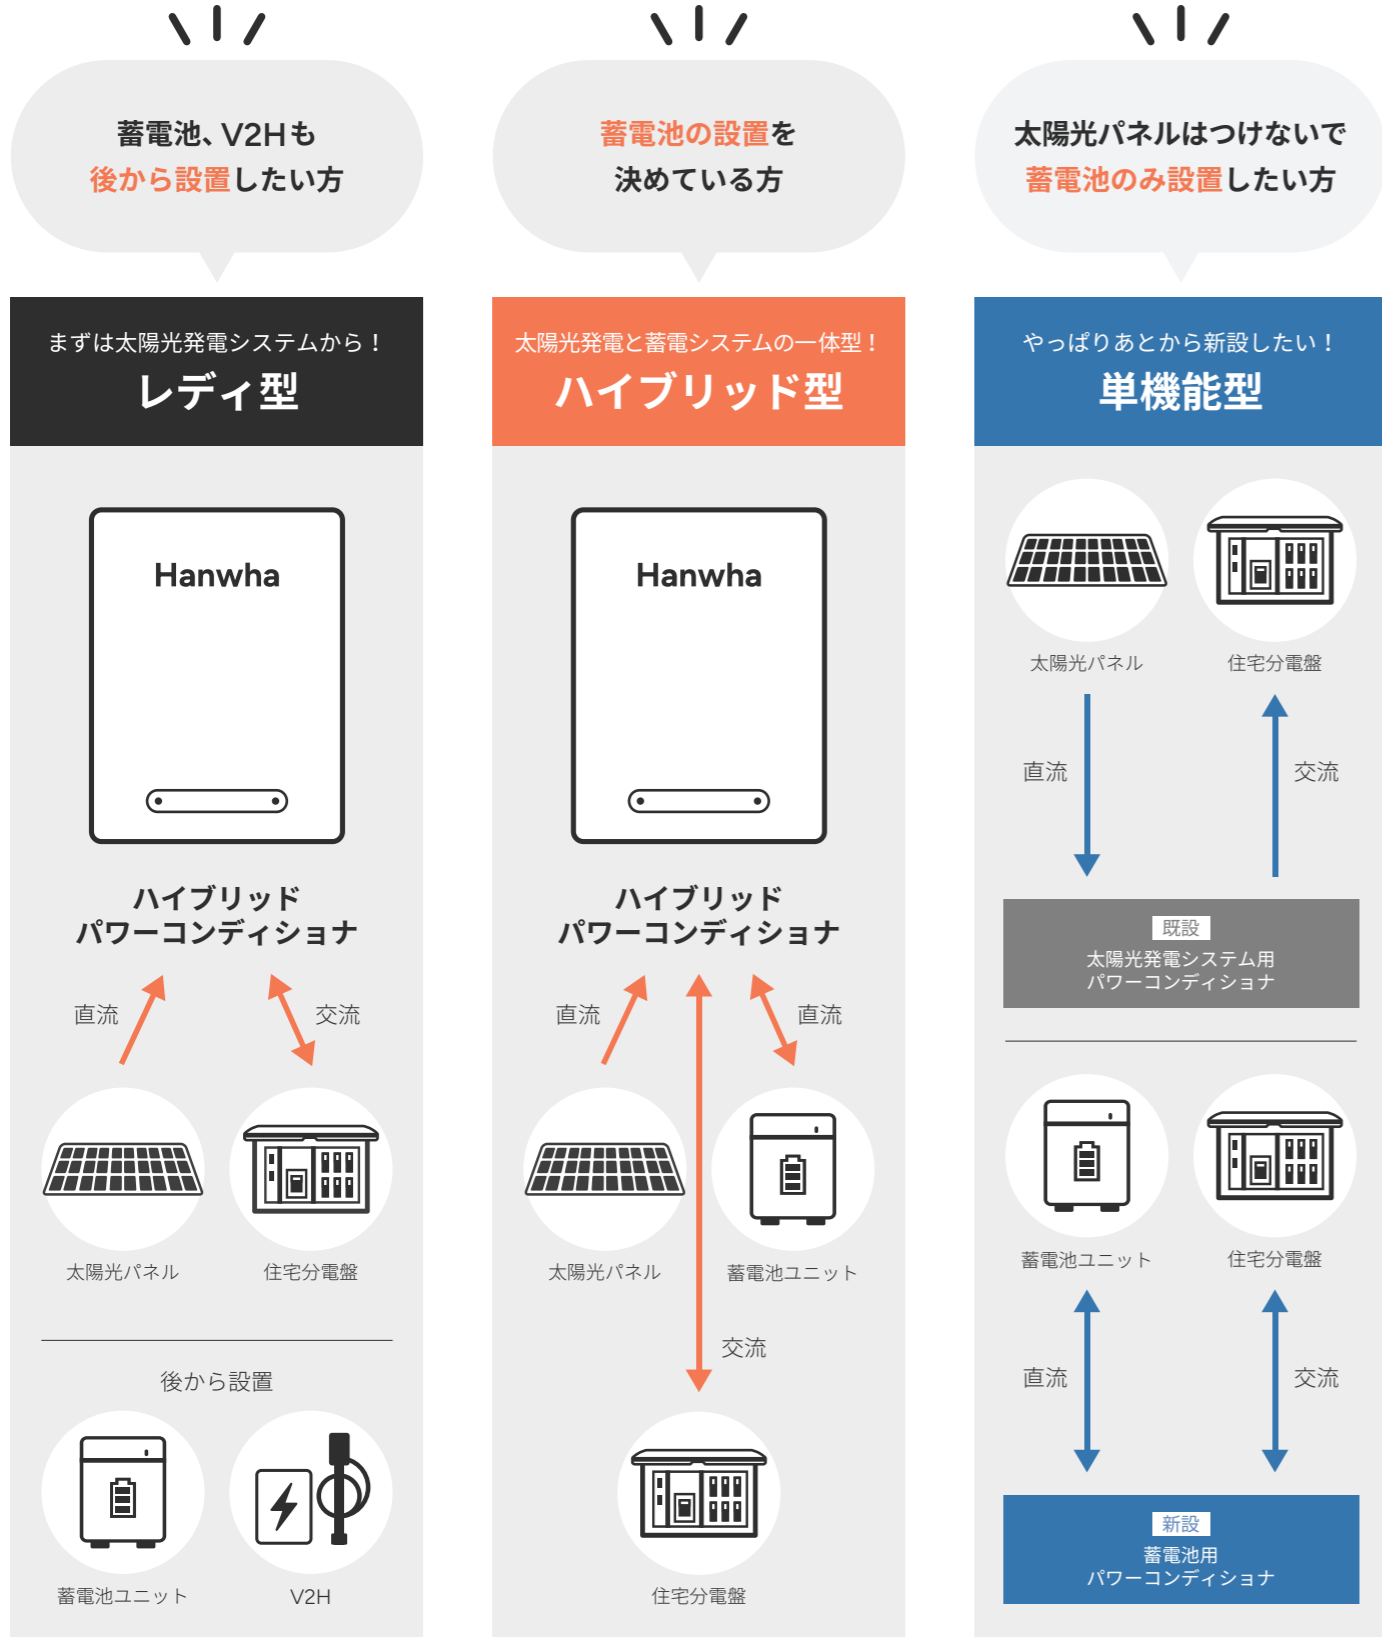 蓄電池、V2Hも
後から設置したい方
まずは太陽光発電システムから！
レディ型
Hanwha
ハイブリッド
パワーコンディショナ
直流
交流
太陽光パネル
住宅分電盤
後から設置
蓄電池ユニット
V2H
蓄電池の設置を
決めている方
太陽光発電と蓄電システムの一体型！
ハイブリッド型
Hanwha
ハイブリッド
パワーコンディショナ
直流
直流
太陽光パネル
蓄電池ユニット
交流
住宅分電盤
太陽光パネルはつけないで
蓄電池のみ設置したい方
やっぱりあとから新設したい！
単機能型
太陽光パネル
住宅分電盤
直流
交流
既設
太陽光発電システム用
パワーコンディショナ
蓄電池ユニット
住宅分電盤
直流
交流
新設
蓄電池用
パワーコンディショナ